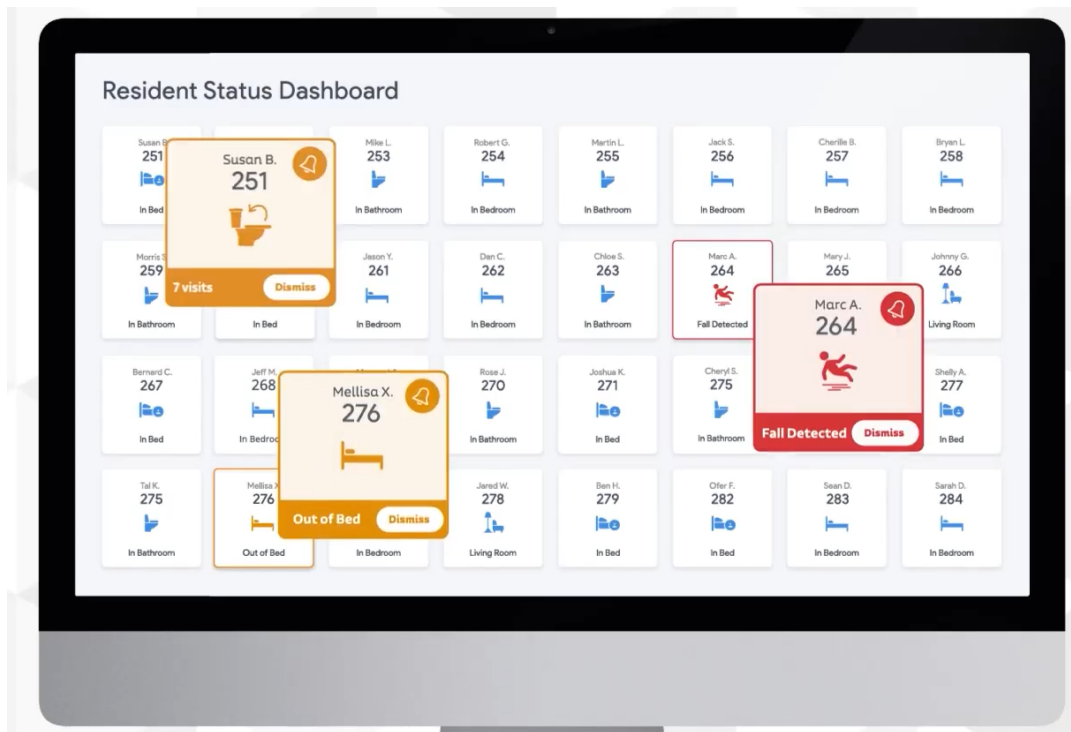 Resident Status Dashboard
Susan B.
251
In Bed
Susan B.
251
7 visits
Dismiss
Mike L.
253
In Bathroom
Robert G.
254
In Bedroom
Martin L.
255
In Bathroom
Jack S.
256
In Bedroom
Cherille B.
257
In Bedroom
Bryan L.
258
In Bedroom
Morris
259
In Bathroom
In Bed
Jason Y.
261
In Bedroom
Dan C.
262
In Bedroom
Chloe S.
263
In Bathroom
Marc A.
264
Fall Detected
Mary J.
265
Marc A.
264
Fall Detected
Dismiss
Johnny G.
266
Living Room
Bernard C.
267
In Bed
Jeff M.
268
In Bedroo
Mellisa X.
276
Out of Bed
Dismiss
Rose J.
270
In Bathroom
Joshua K.
271
In Bed
Cheryl S.
275
In Bathroom
Shelly A.
277
In Bed
Tal K.
275
In Bathroom
Mellisa X
276
Out of Bed
In Bedroom
Jared W.
278
Living Room
Ben H.
279
In Bed
Ofer F.
282
In Bed
Sean D.
283
In Bedroom
Sarah D.
284
In Bedroom